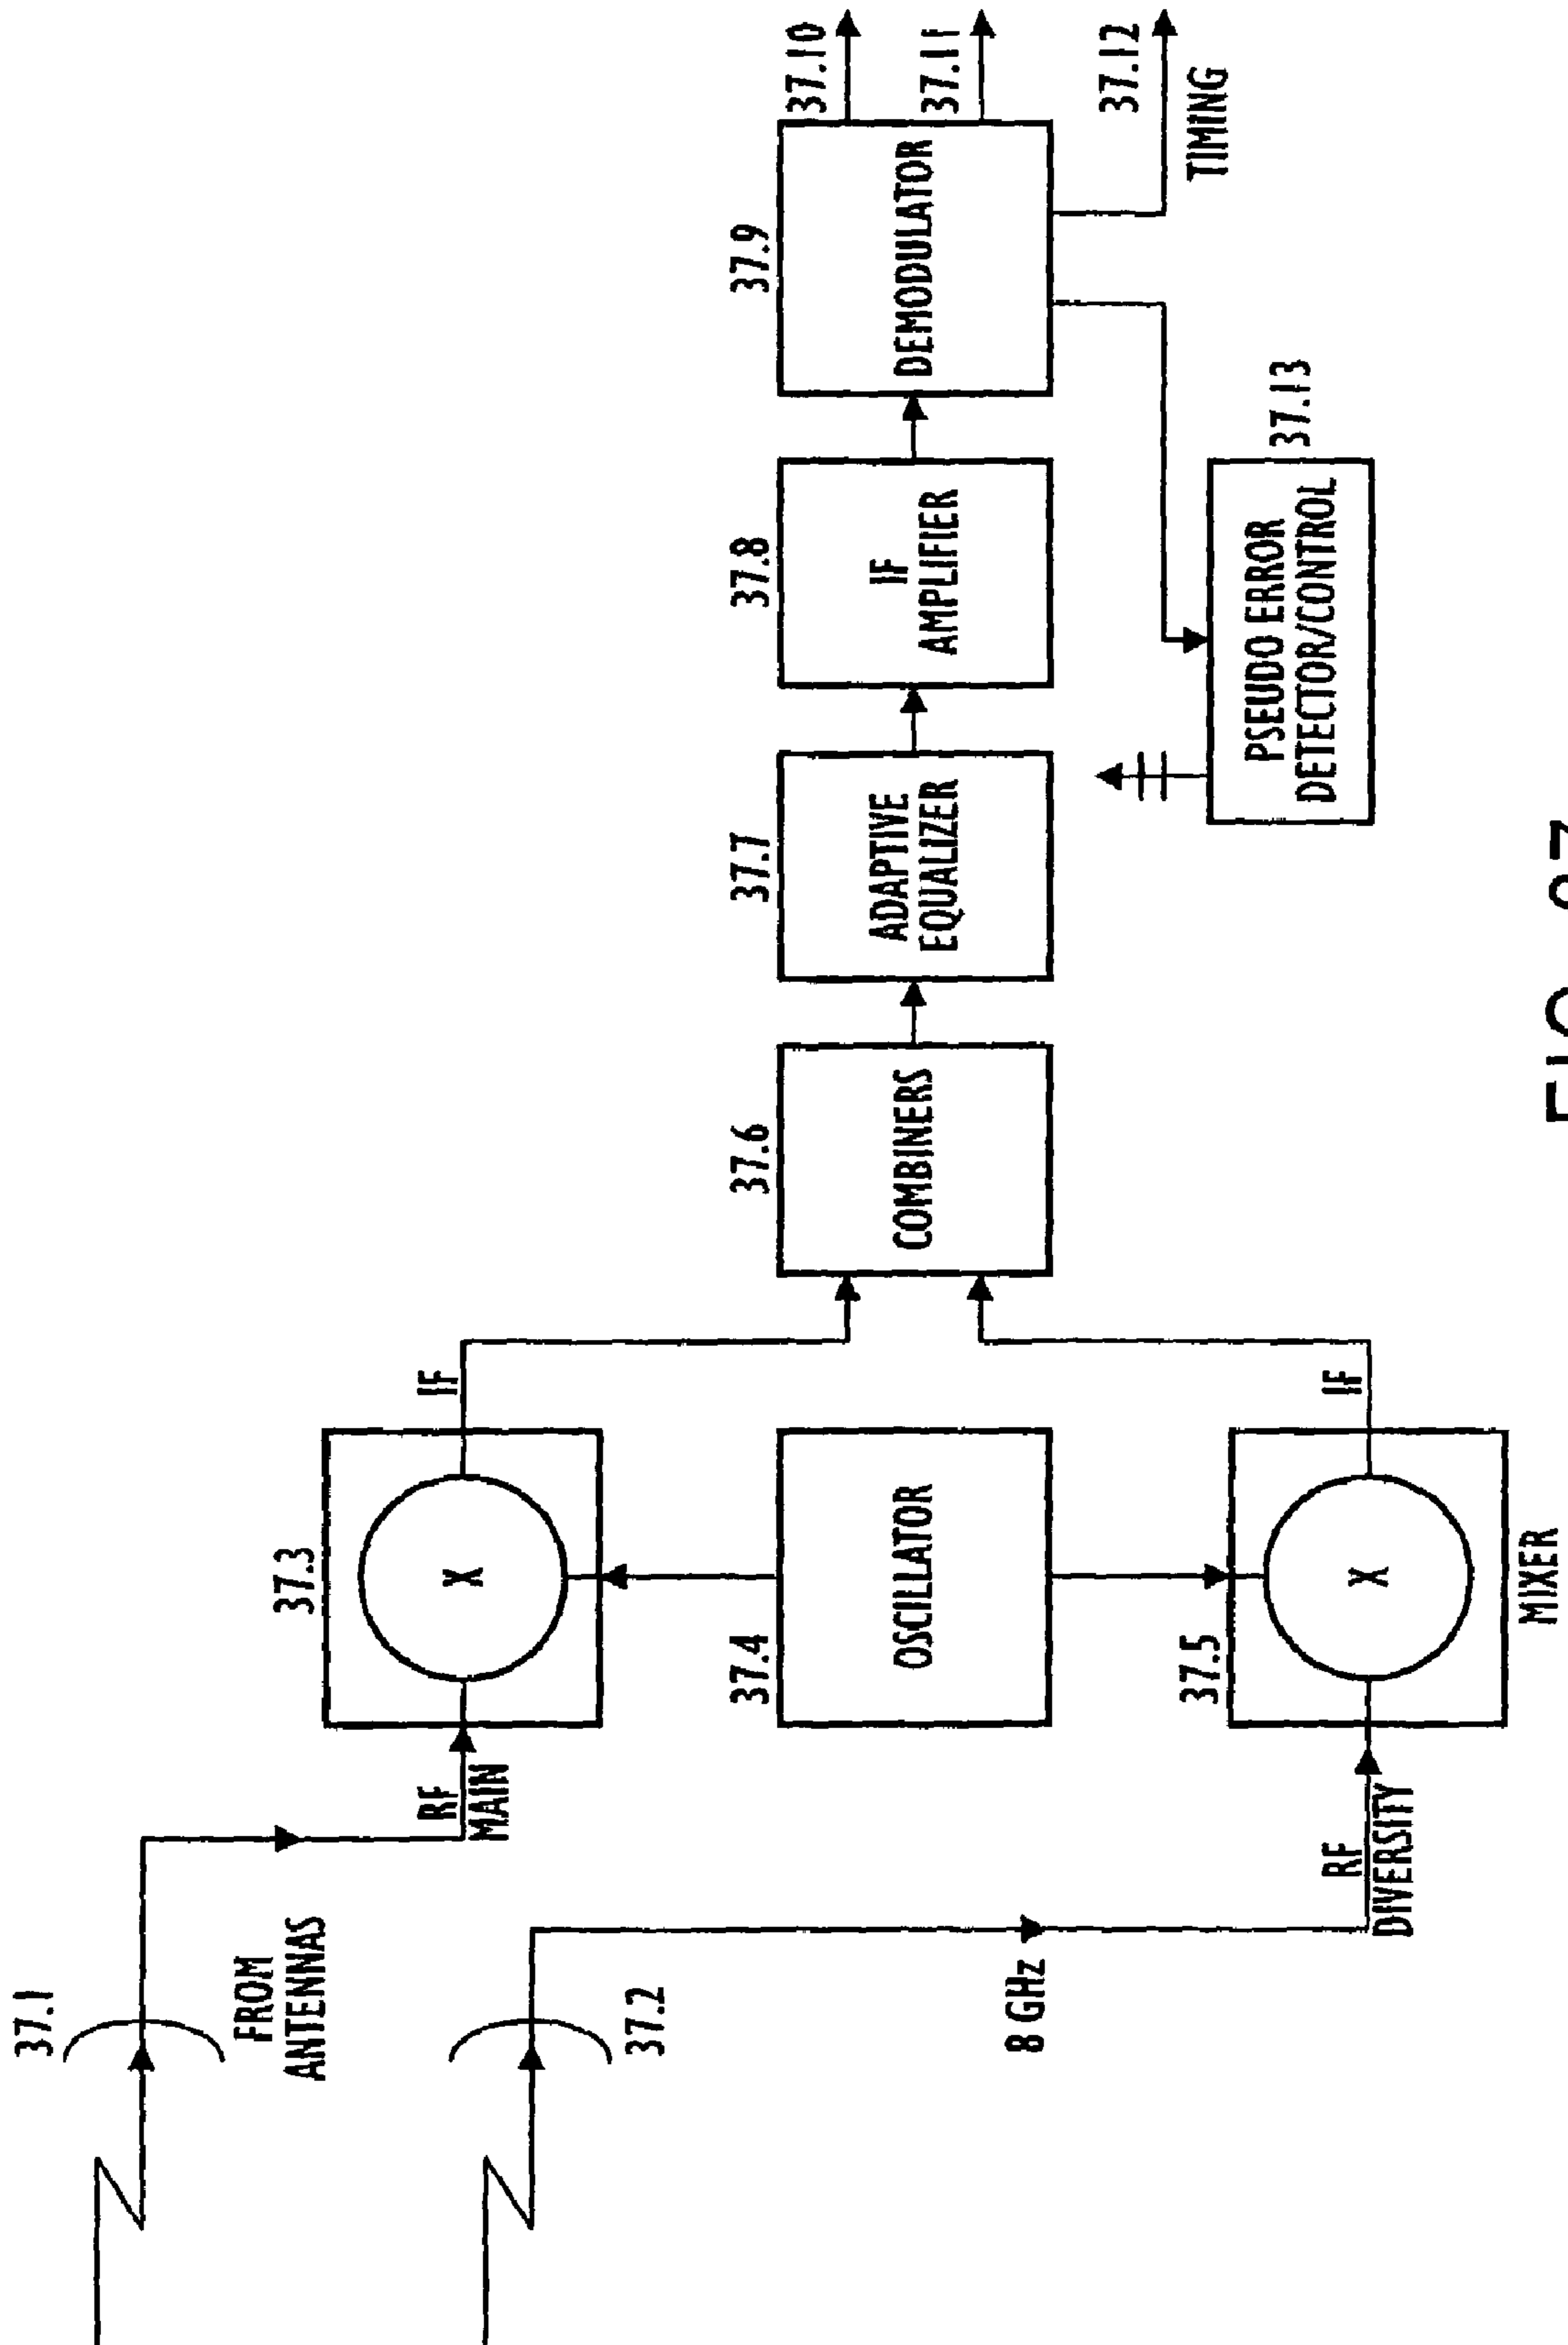 37.1
FROM
ANTENNAS
37.2
8 GHz
RF
MAIN
RF
DIVERSITY
37.3
X
IF
37.4
OSCILLATOR
37.5
X
IF
MIXER
37.6
COMBINERS
37.7
ADAPTIVE
EQUALIZER
37.8
IF
AMPLIFIER
37.9
DEMODULATOR
37.10
37.11
37.12
TIMING
37.13
PSEUDO ERROR
DETECTOR/CONTROL